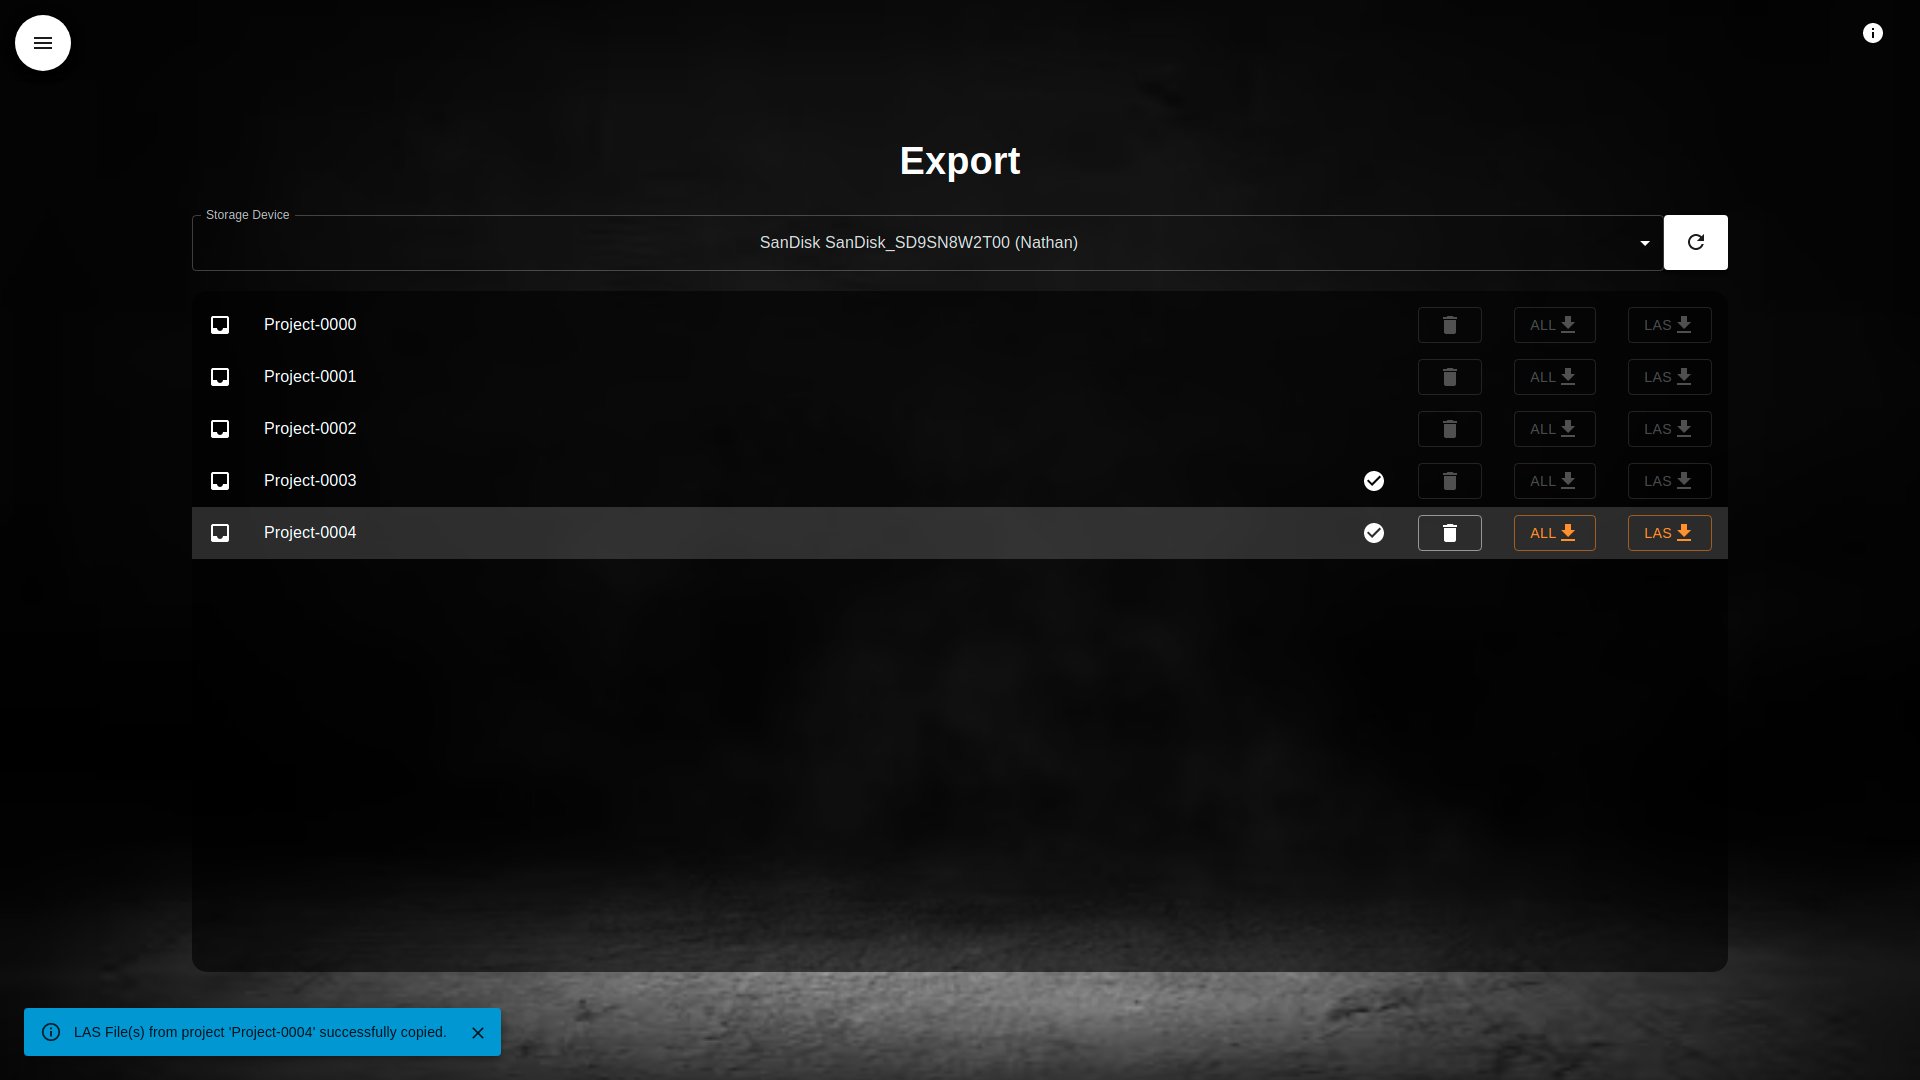 Export
Storage Device
SanDisk SanDisk_SD9SN8W2T00 (Nathan)
Project-0000 ALL LAS
Project-0001 ALL LAS
Project-0002 ALL LAS
Project-0003 ALL LAS
Project-0004 ALL LAS
LAS File(s) from project 'Project-0004' successfully copied.